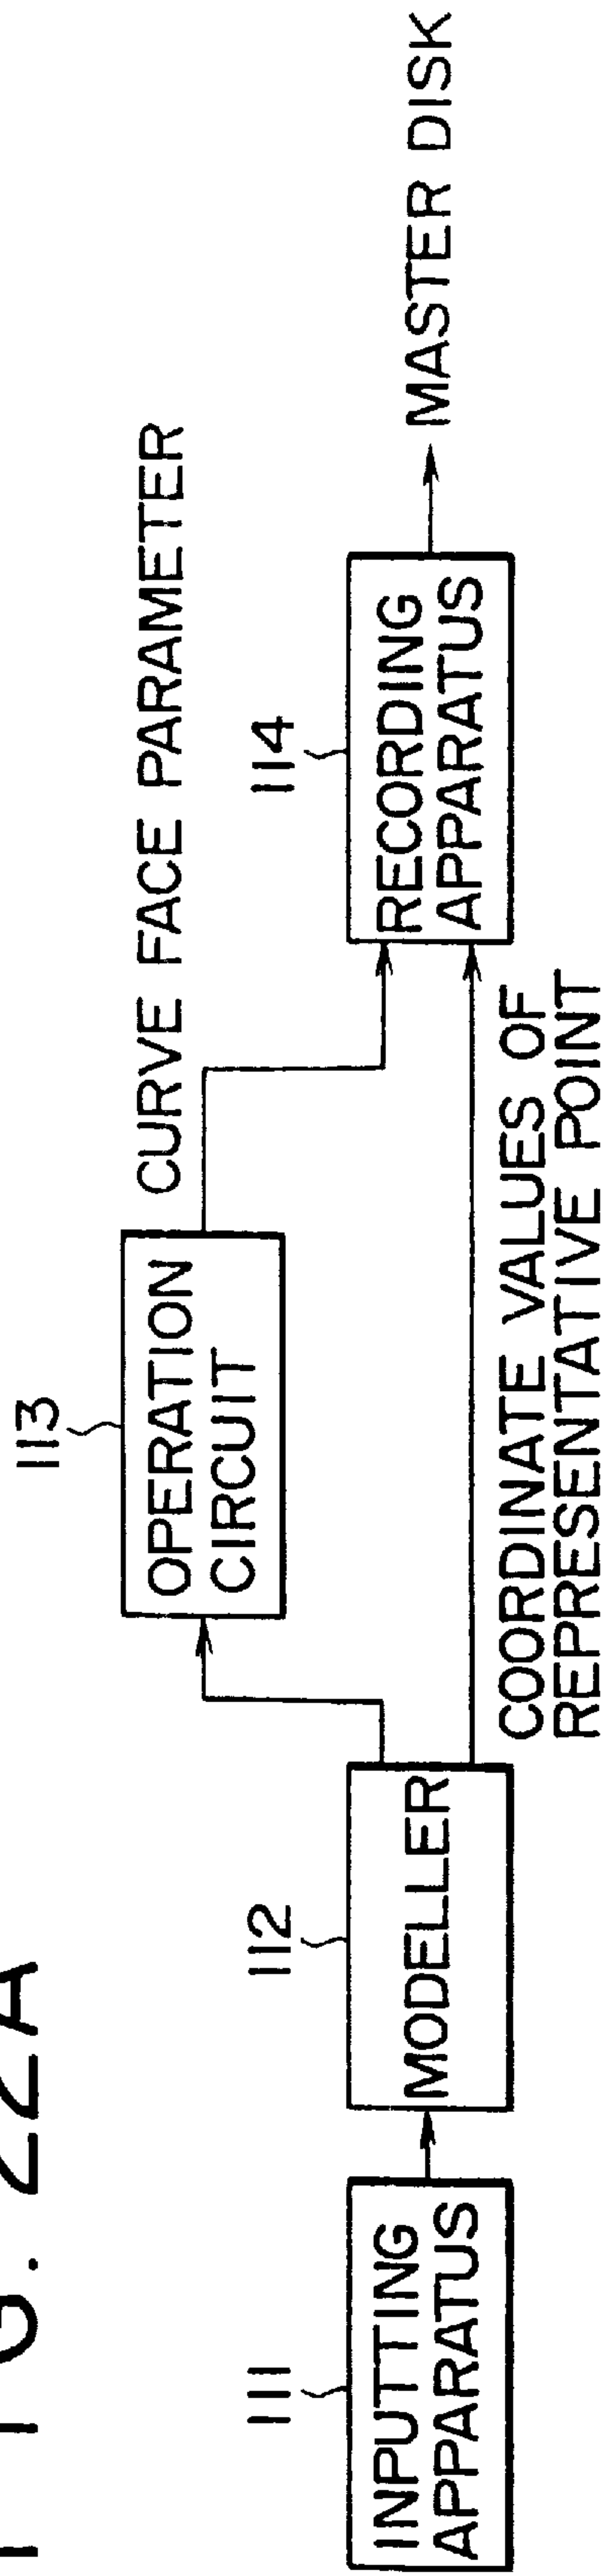 FIG. 22A
113
OPERATION
CIRCUIT
CURVE FACE PARAMETER
111
INPUTTING
APPARATUS
112
MODELLER
114
RECORDING
APPARATUS
MASTER DISK
COORDINATE VALUES OF
REPRESENTATIVE POINT